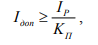 I_доп ≥ I_P / K_П ,